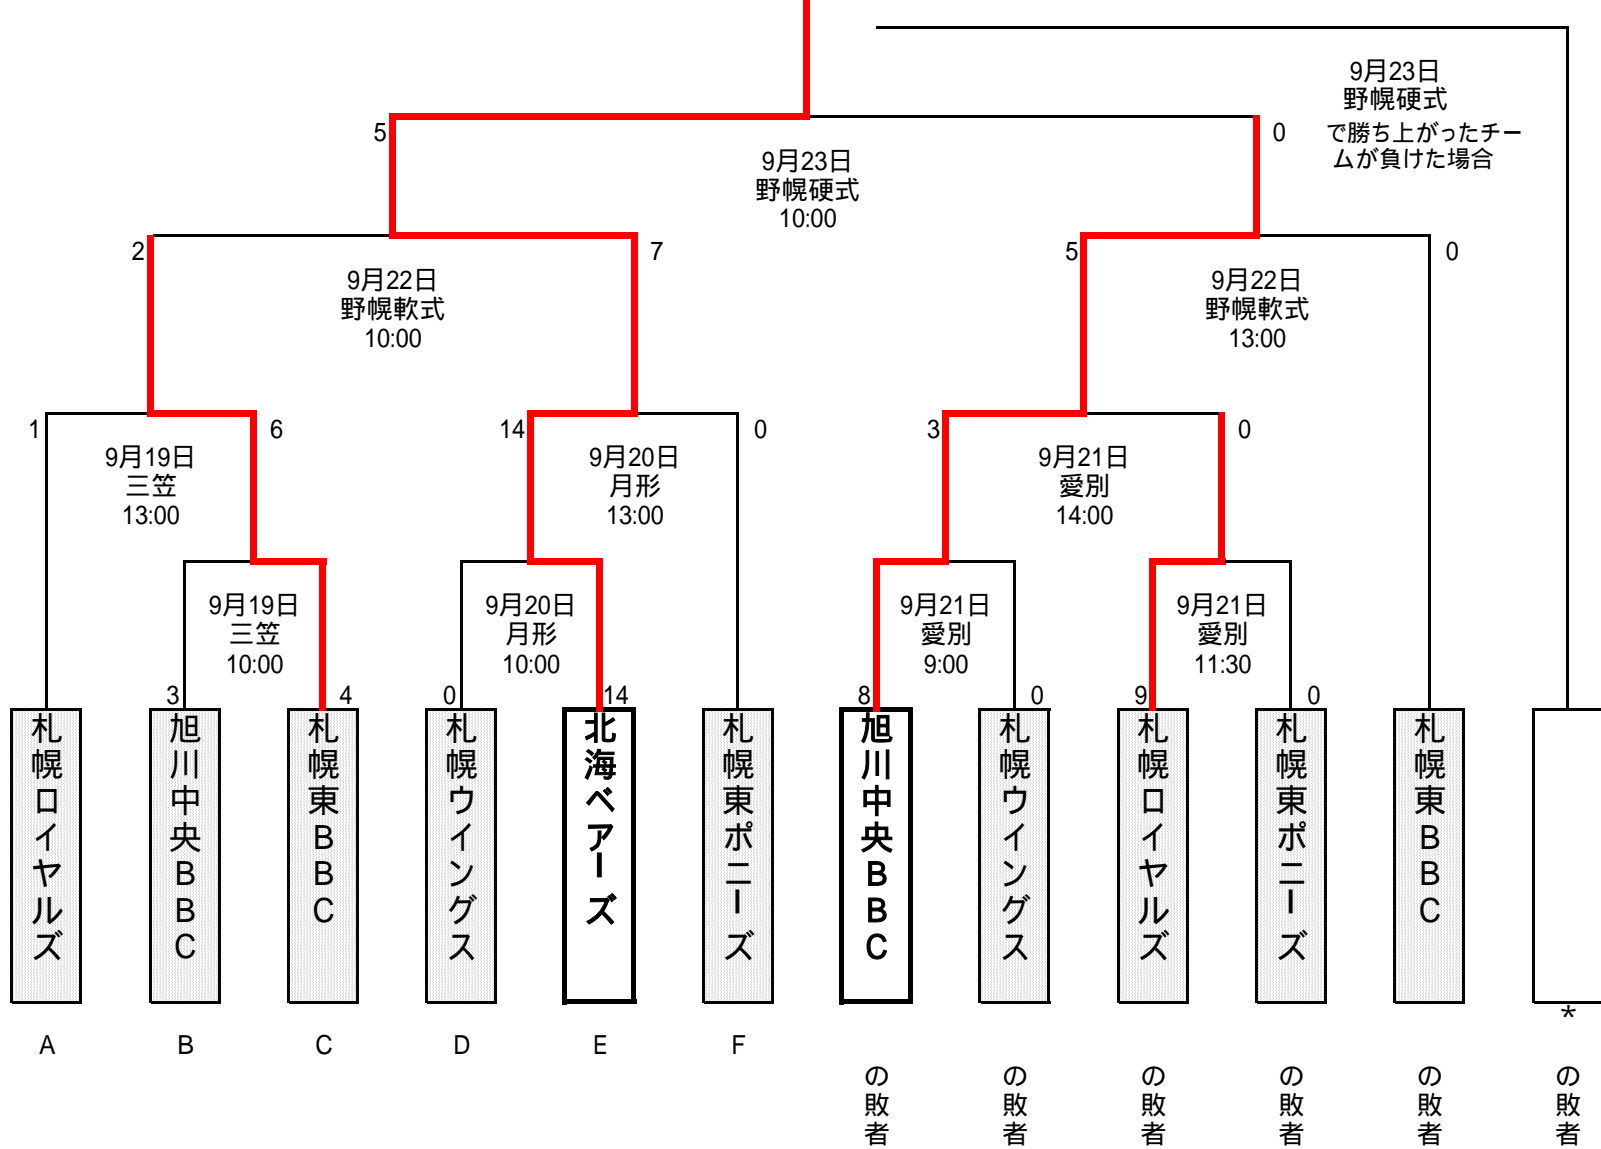 9月23日
野幌硬式
で勝ち上がったチー
ムが負けた場合
5
0
9月23日
野幌硬式
10:00
2
7
5
0
9月22日
野幌軟式
10:00
9月22日
野幌軟式
13:00
1
6
14
0
3
0
9月19日
三笠
13:00
9月20日
月形
13:00
9月21日
愛別
14:00
9月19日
三笠
10:00
9月20日
月形
10:00
9月21日
愛別
9:00
9月21日
愛別
11:30
3
4
0
14
8
0
9
0
札幌ロイヤルズ
旭川中央BBC
札幌東BBC
札幌ウイングス
北海ベアーズ
札幌東ポニーズ
旭川中央BBC
札幌ウイングス
札幌ロイヤルズ
札幌東ポニーズ
札幌東BBC
*
A
B
C
D
E
F
の敗者
の敗者
の敗者
の敗者
の敗者
の敗者